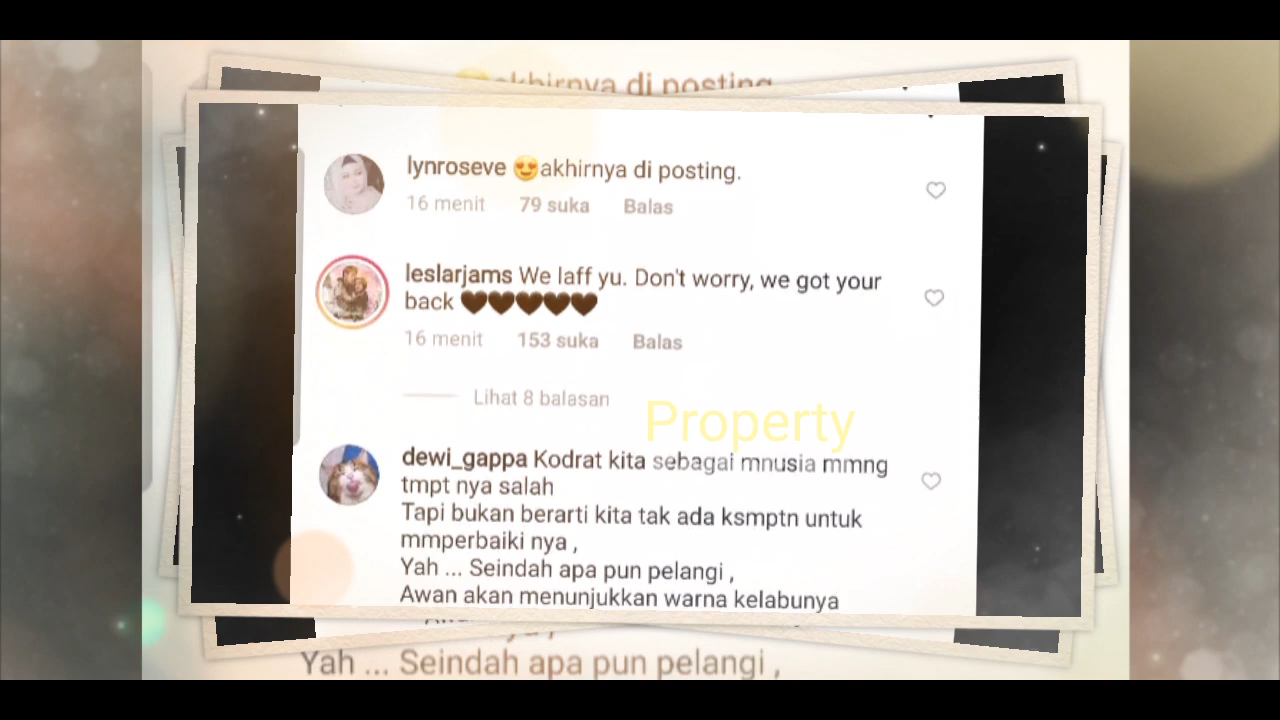 akhirnya di posting
lynroseve 😍akhirnya di posting.
16 menit 79 suka Balas
leslarjams We laff yu. Don't worry, we got your
back 🖤🖤🖤🖤🖤
16 menit 153 suka Balas
Lihat 8 balasan
Property
dewi_gappa Kodrat kita sebagai mnusia mmng
tmpt nya salah
Tapi bukan berarti kita tak ada ksmptn untuk
mmperbaiki nya ,
Yah ... Seindah apa pun pelangi ,
Awan akan menunjukkan warna kelabunya
Yah ... Seindah apa pun pelangi ,